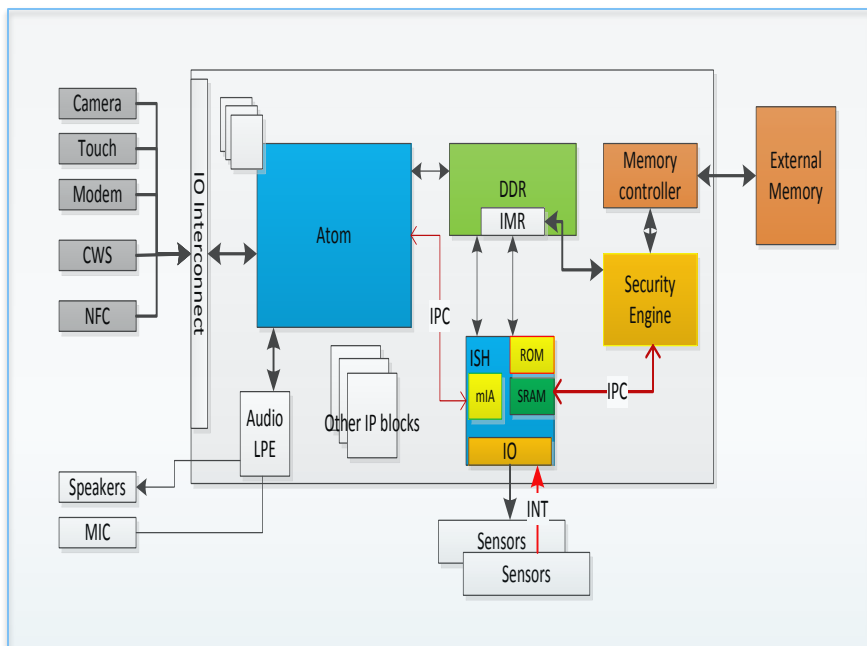 Camera
Touch
Modem
CWS
NFC
IO Interconnect
Atom
DDR
IMR
Memory
controller
External
Memory
Security
Engine
IPC
ISH
ROM
mIA
SRAM
IPC
IO
Audio
LPE
Other IP blocks
Speakers
MIC
INT
Sensors
Sensors